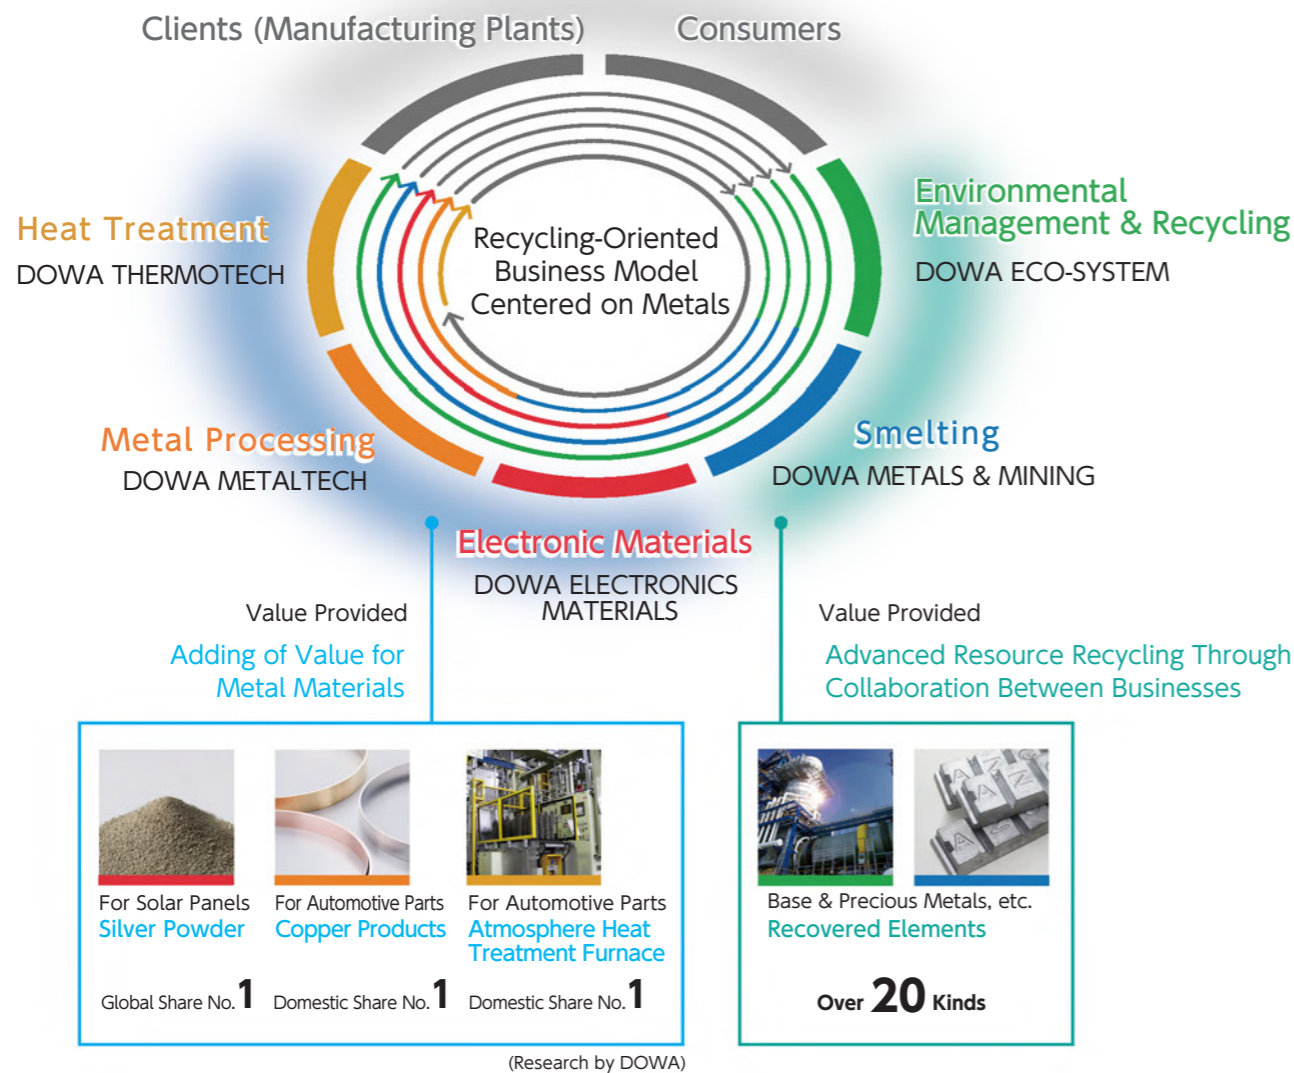 Clients (Manufacturing Plants)
Consumers
Heat Treatment
DOWA THERMOTECH
Recycling-Oriented
Business Model
Centered on Metals
Environmental
Management & Recycling
DOWA ECO-SYSTEM
Metal Processing
DOWA METALTECH
Smelting
DOWA METALS & MINING
Electronic Materials
DOWA ELECTRONICS
MATERIALS
Value Provided
Adding of Value for
Metal Materials
Value Provided
Advanced Resource Recycling Through
Collaboration Between Businesses
For Solar Panels
Silver Powder
Global Share No.1
For Automotive Parts
Copper Products
Domestic Share No.1
For Automotive Parts
Atmosphere Heat
Treatment Furnace
Domestic Share No.1
Base & Precious Metals, etc.
Recovered Elements
Over 20 Kinds
(Research by DOWA)